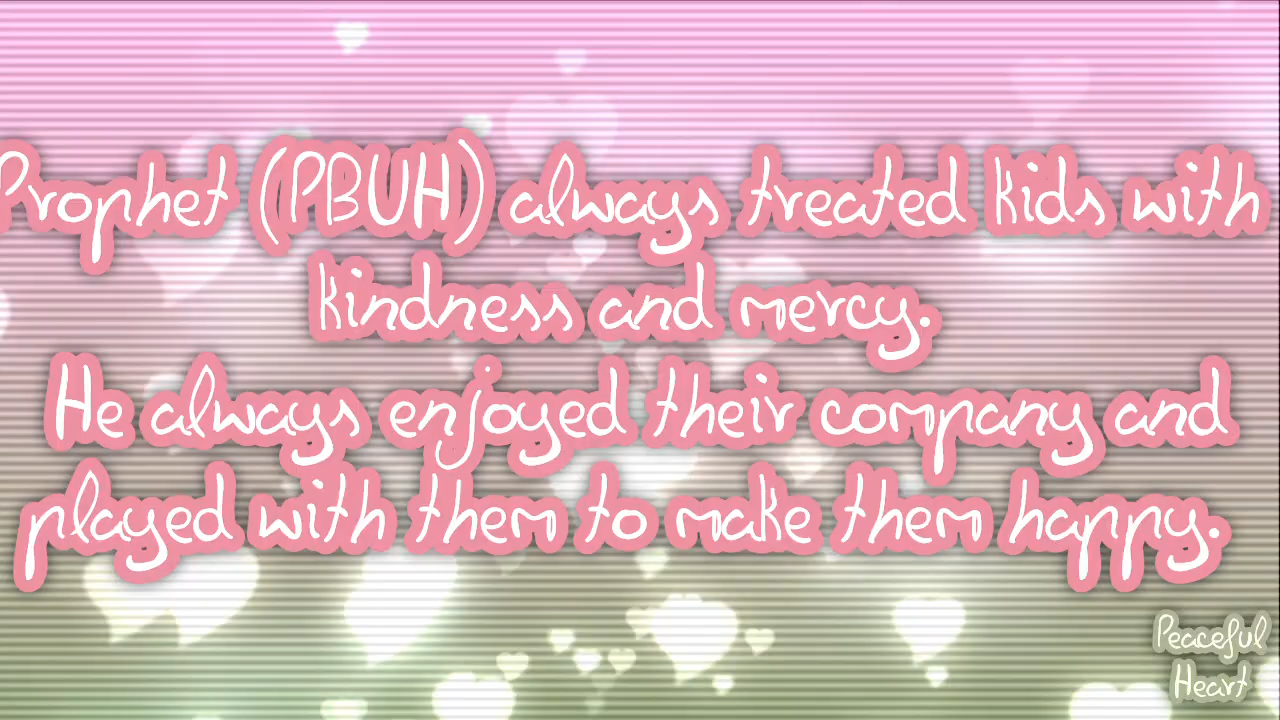 Prophet (PBUH) always treated kids with
kindness and mercy.
He always enjoyed their company and
played with them to make them happy.
Peaceful
Heart